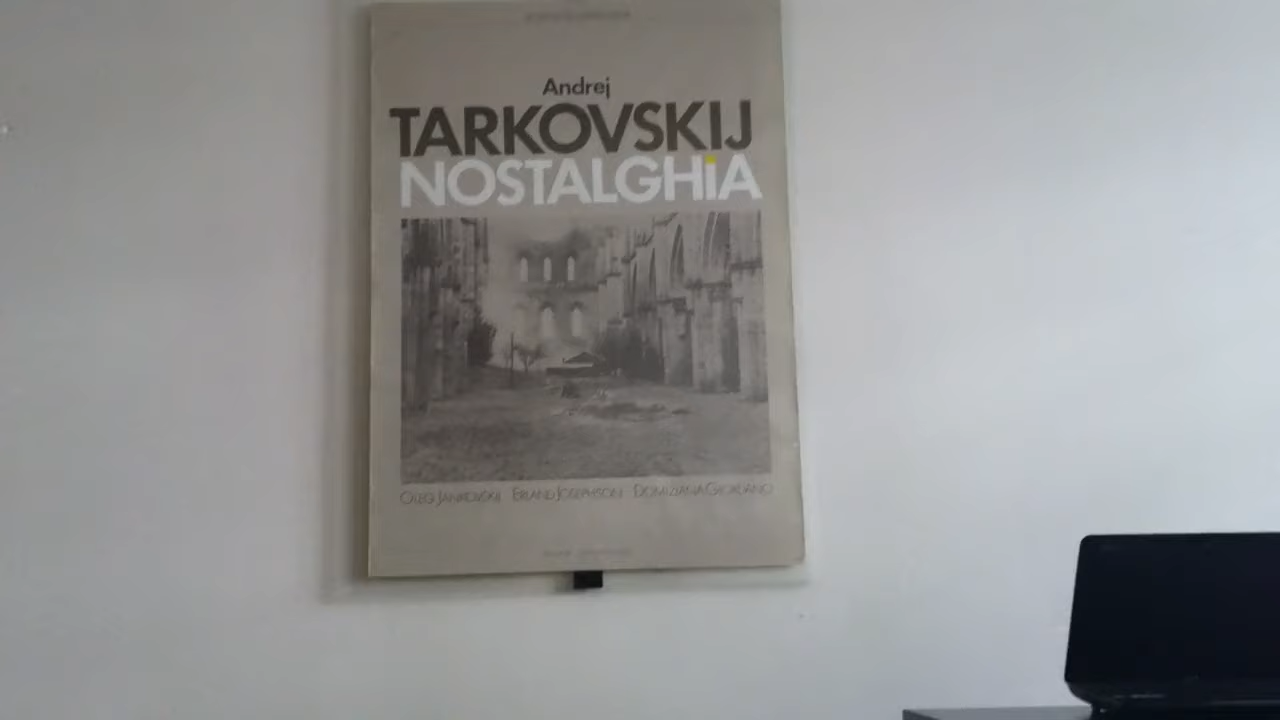 Andrej
TARKOVSKIJ
NOSTALGHiA
OLEG JANKOVSKIJ ERLAND JOSEPHSON DOMIZIANA GIORDANO